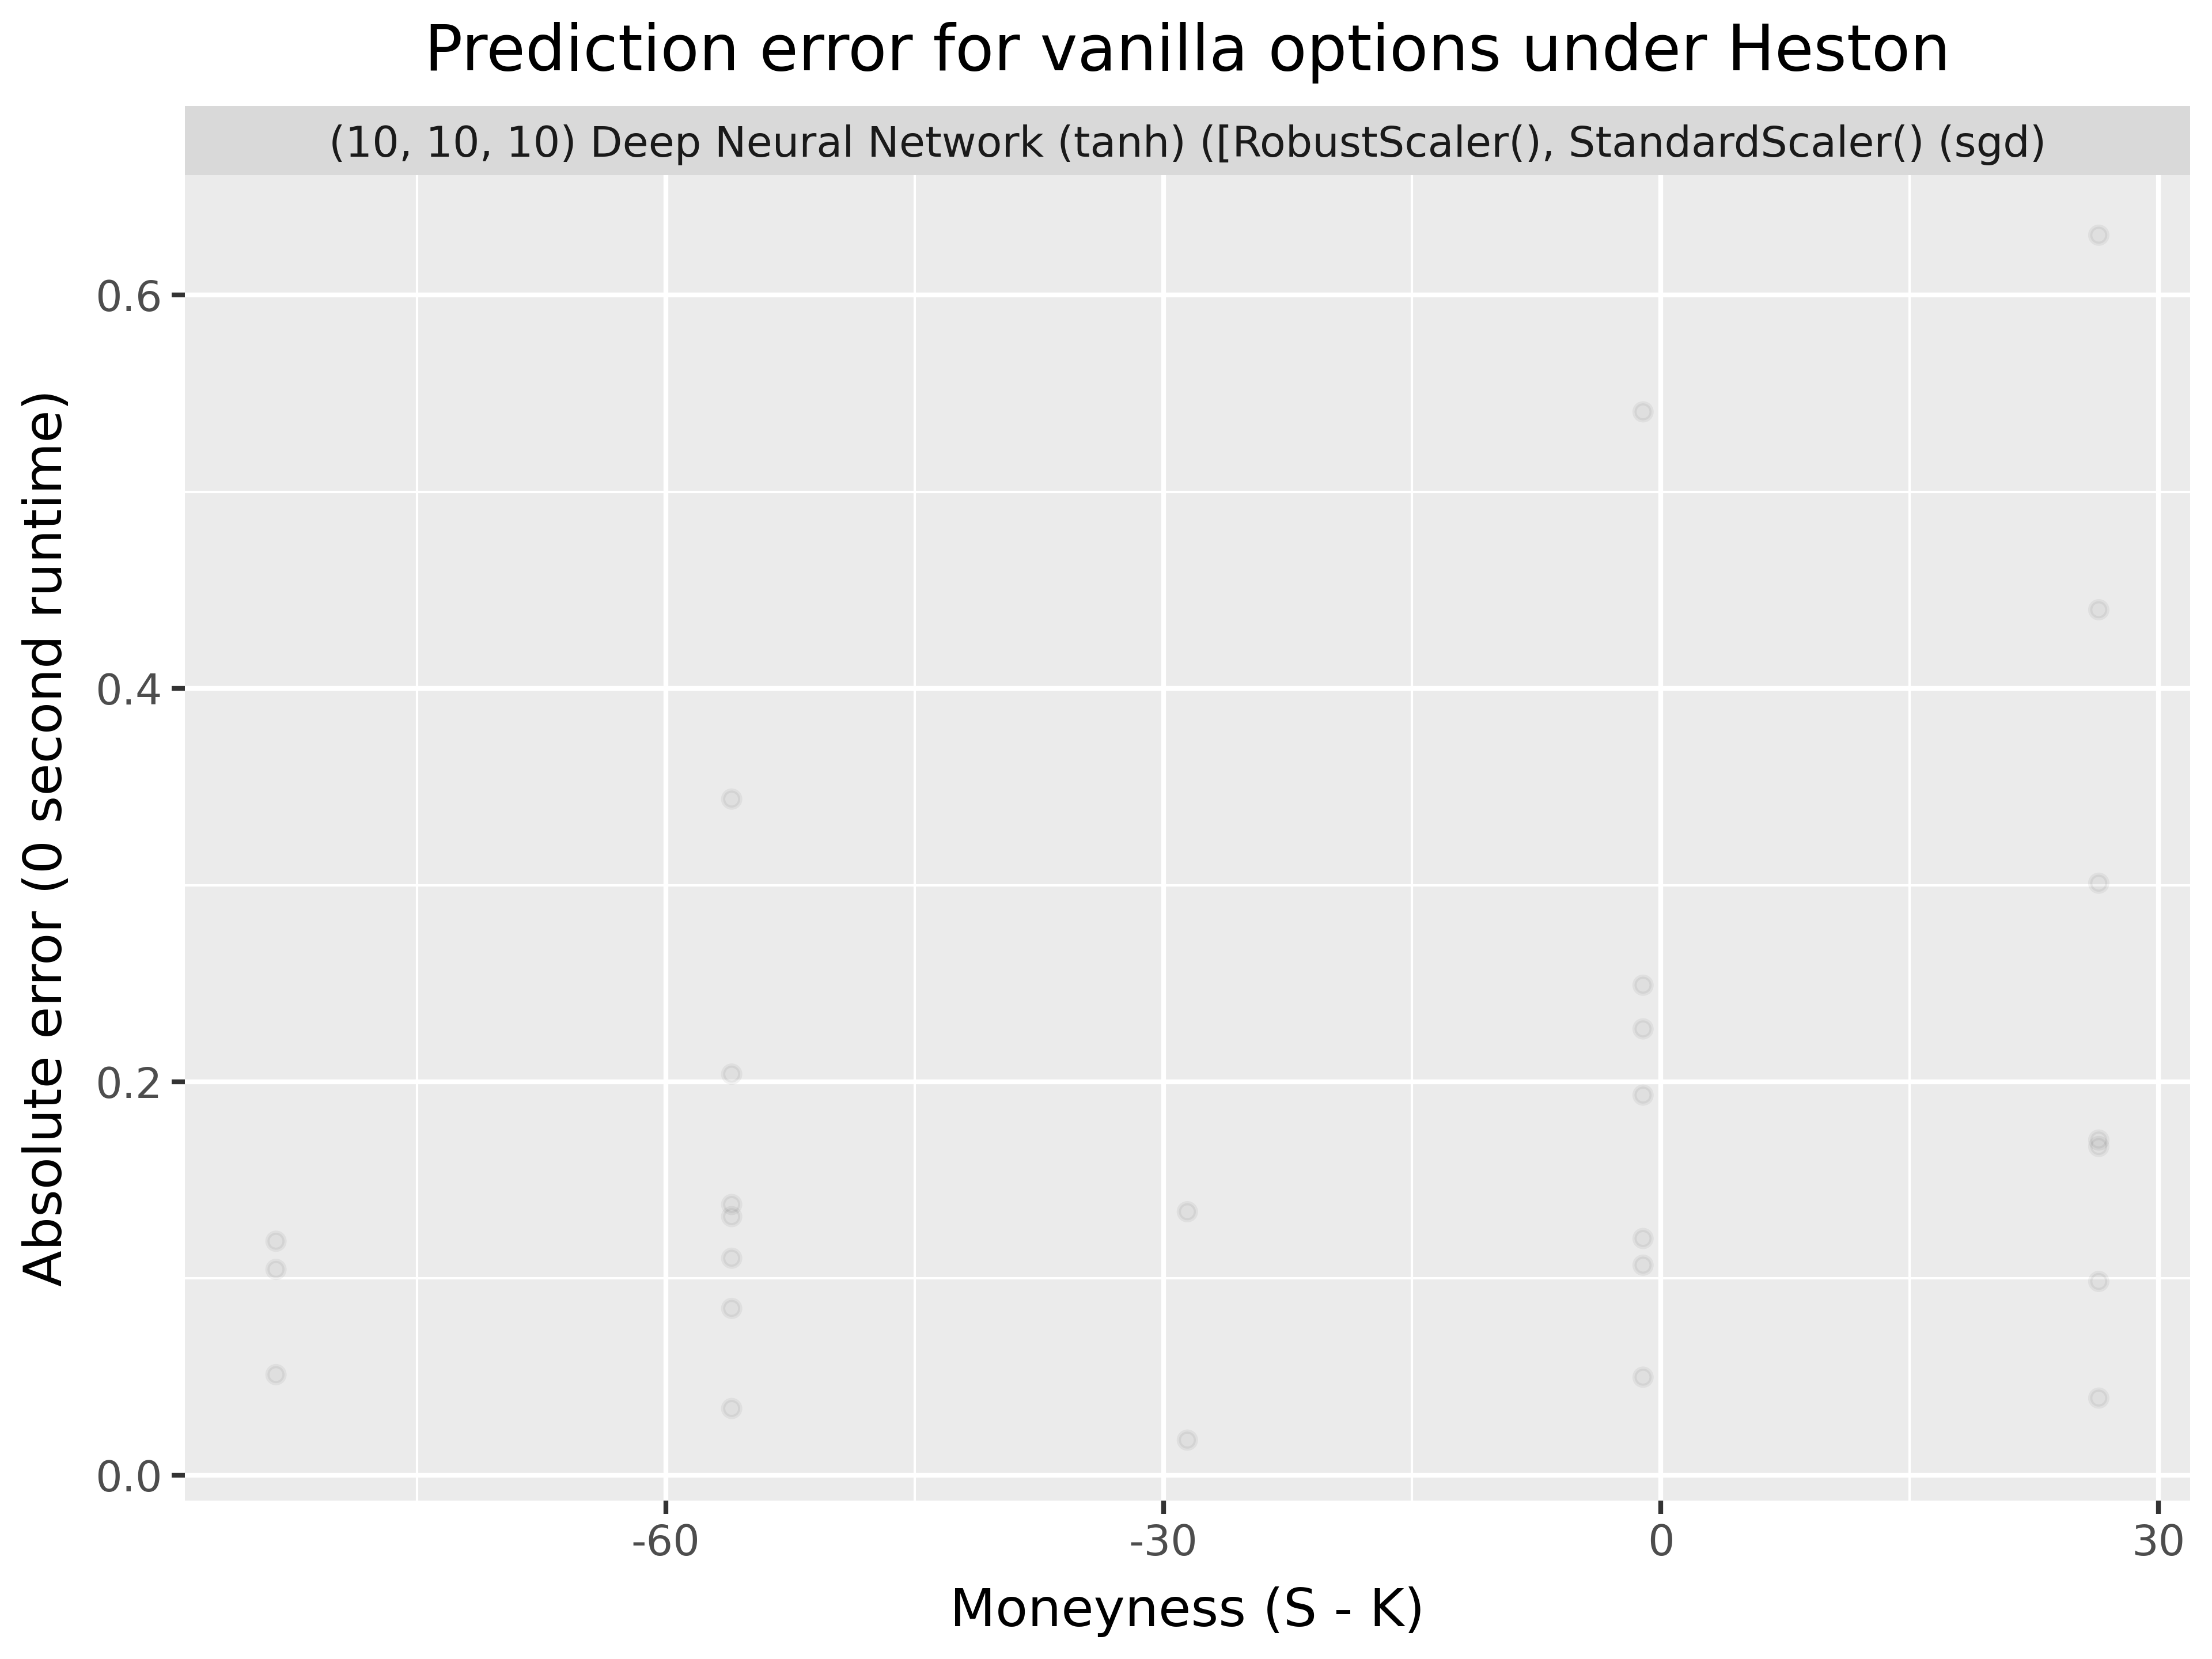 Prediction error for vanilla options under Heston
(10, 10, 10) Deep Neural Network (tanh) ([RobustScaler(), StandardScaler() (sgd)
Absolute error (0 second runtime)
0.6
0.4
0.2
0.0
-60
-30
0
30
Moneyness (S - K)